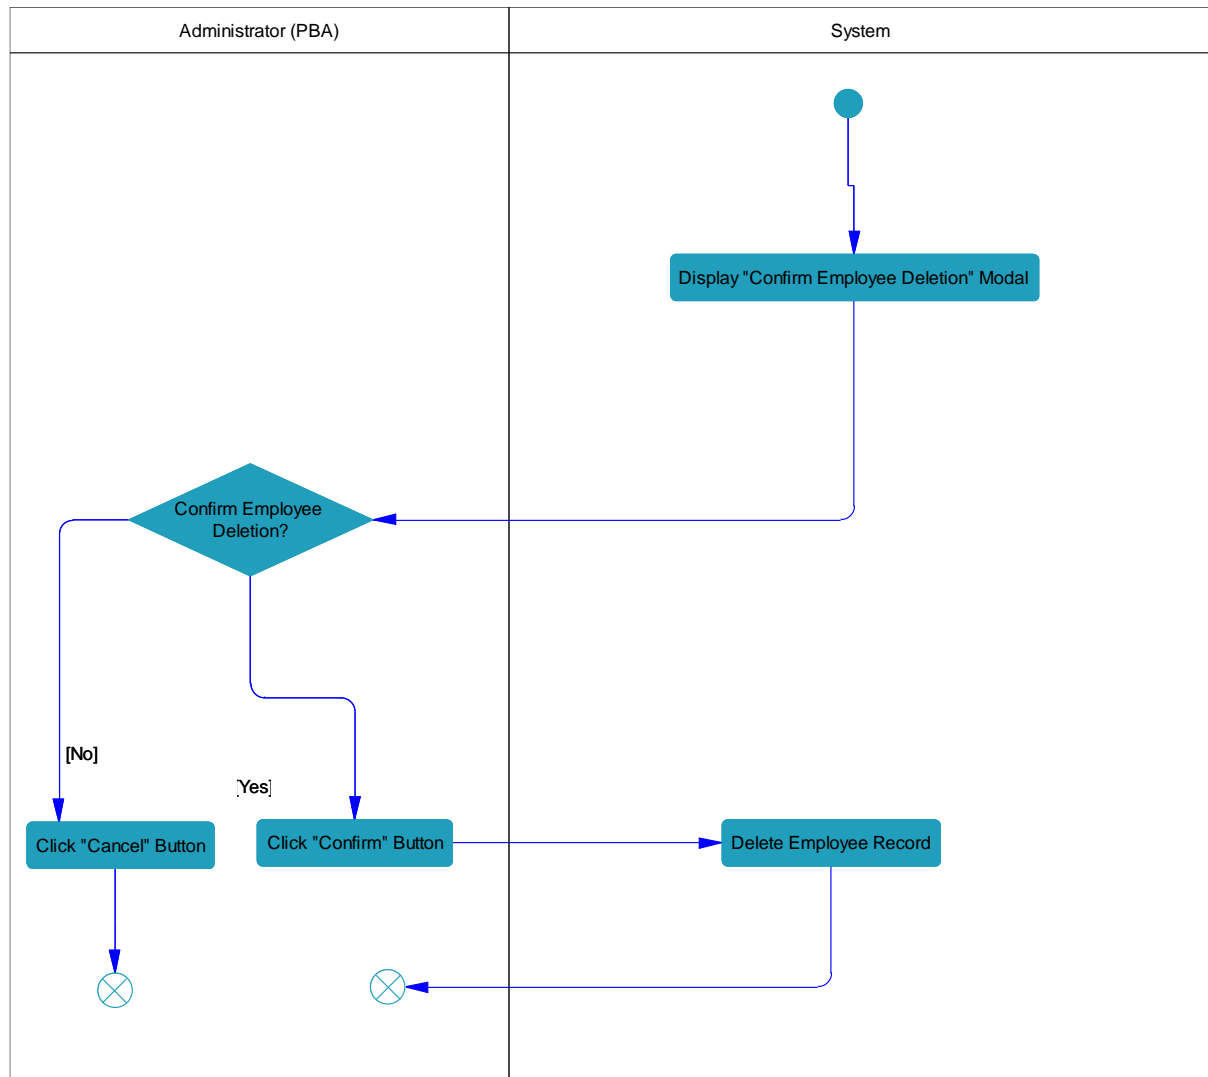 Administrator (PBA)
System
Display "Confirm Employee Deletion" Modal
Confirm Employee
Deletion?
[No]
[Yes]
Click "Cancel" Button
Click "Confirm" Button
Delete Employee Record